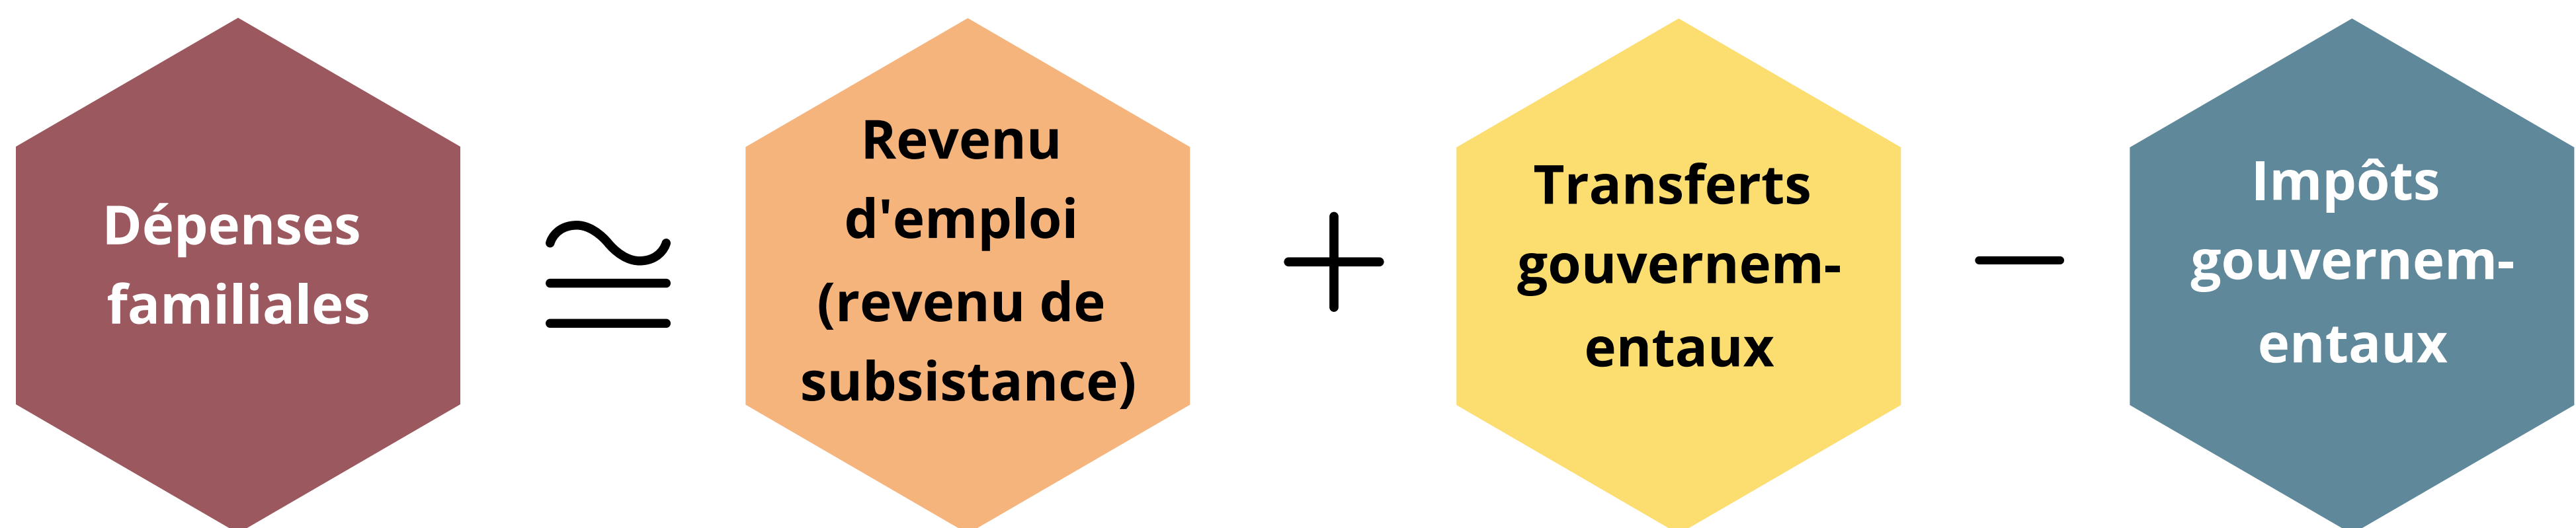 Dépenses
familiales
≅
Revenu
d'emploi
(revenu de
subsistance)
+
Transferts
gouvernem-
entaux
—
Impôts
gouvernem-
entaux